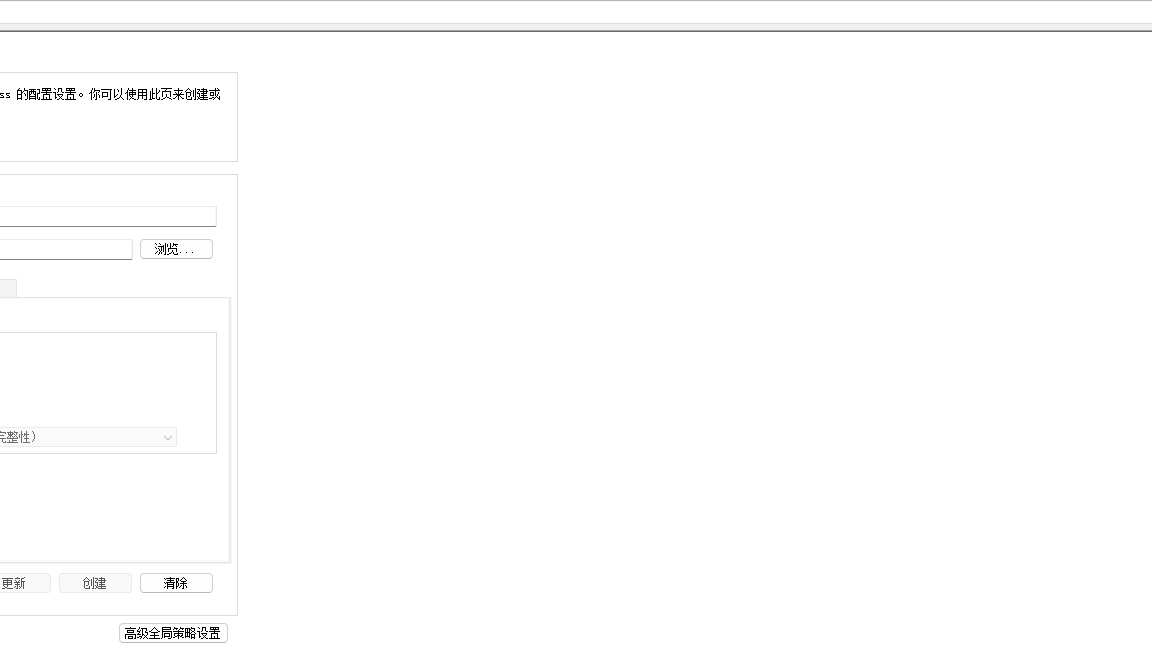 ss 的配置设置。你可以使用此页来创建或
浏览...
完整性)
更新
创建
清除
高级全局策略设置